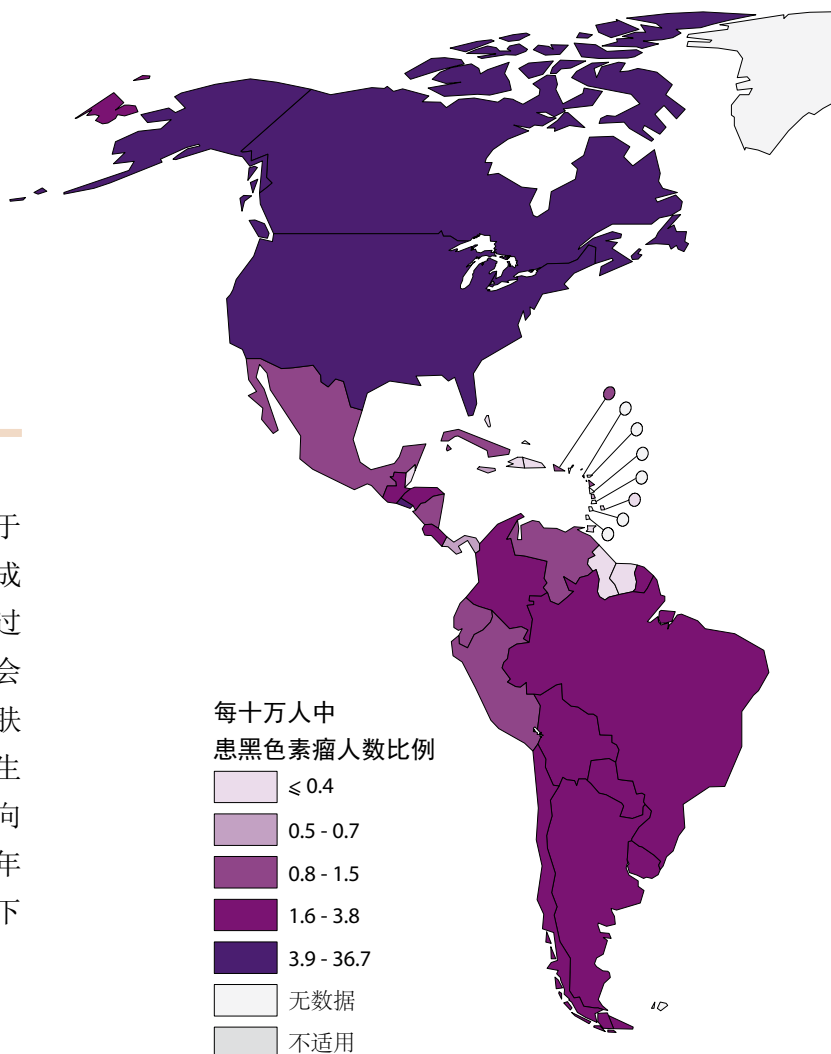 于
成
过
会
肤
生
向
年
下
每十万人中
患黑色素瘤人数比例
⩽ 0.4
0.5 - 0.7
0.8 - 1.5
1.6 - 3.8
3.9 - 36.7
无数据
不适用